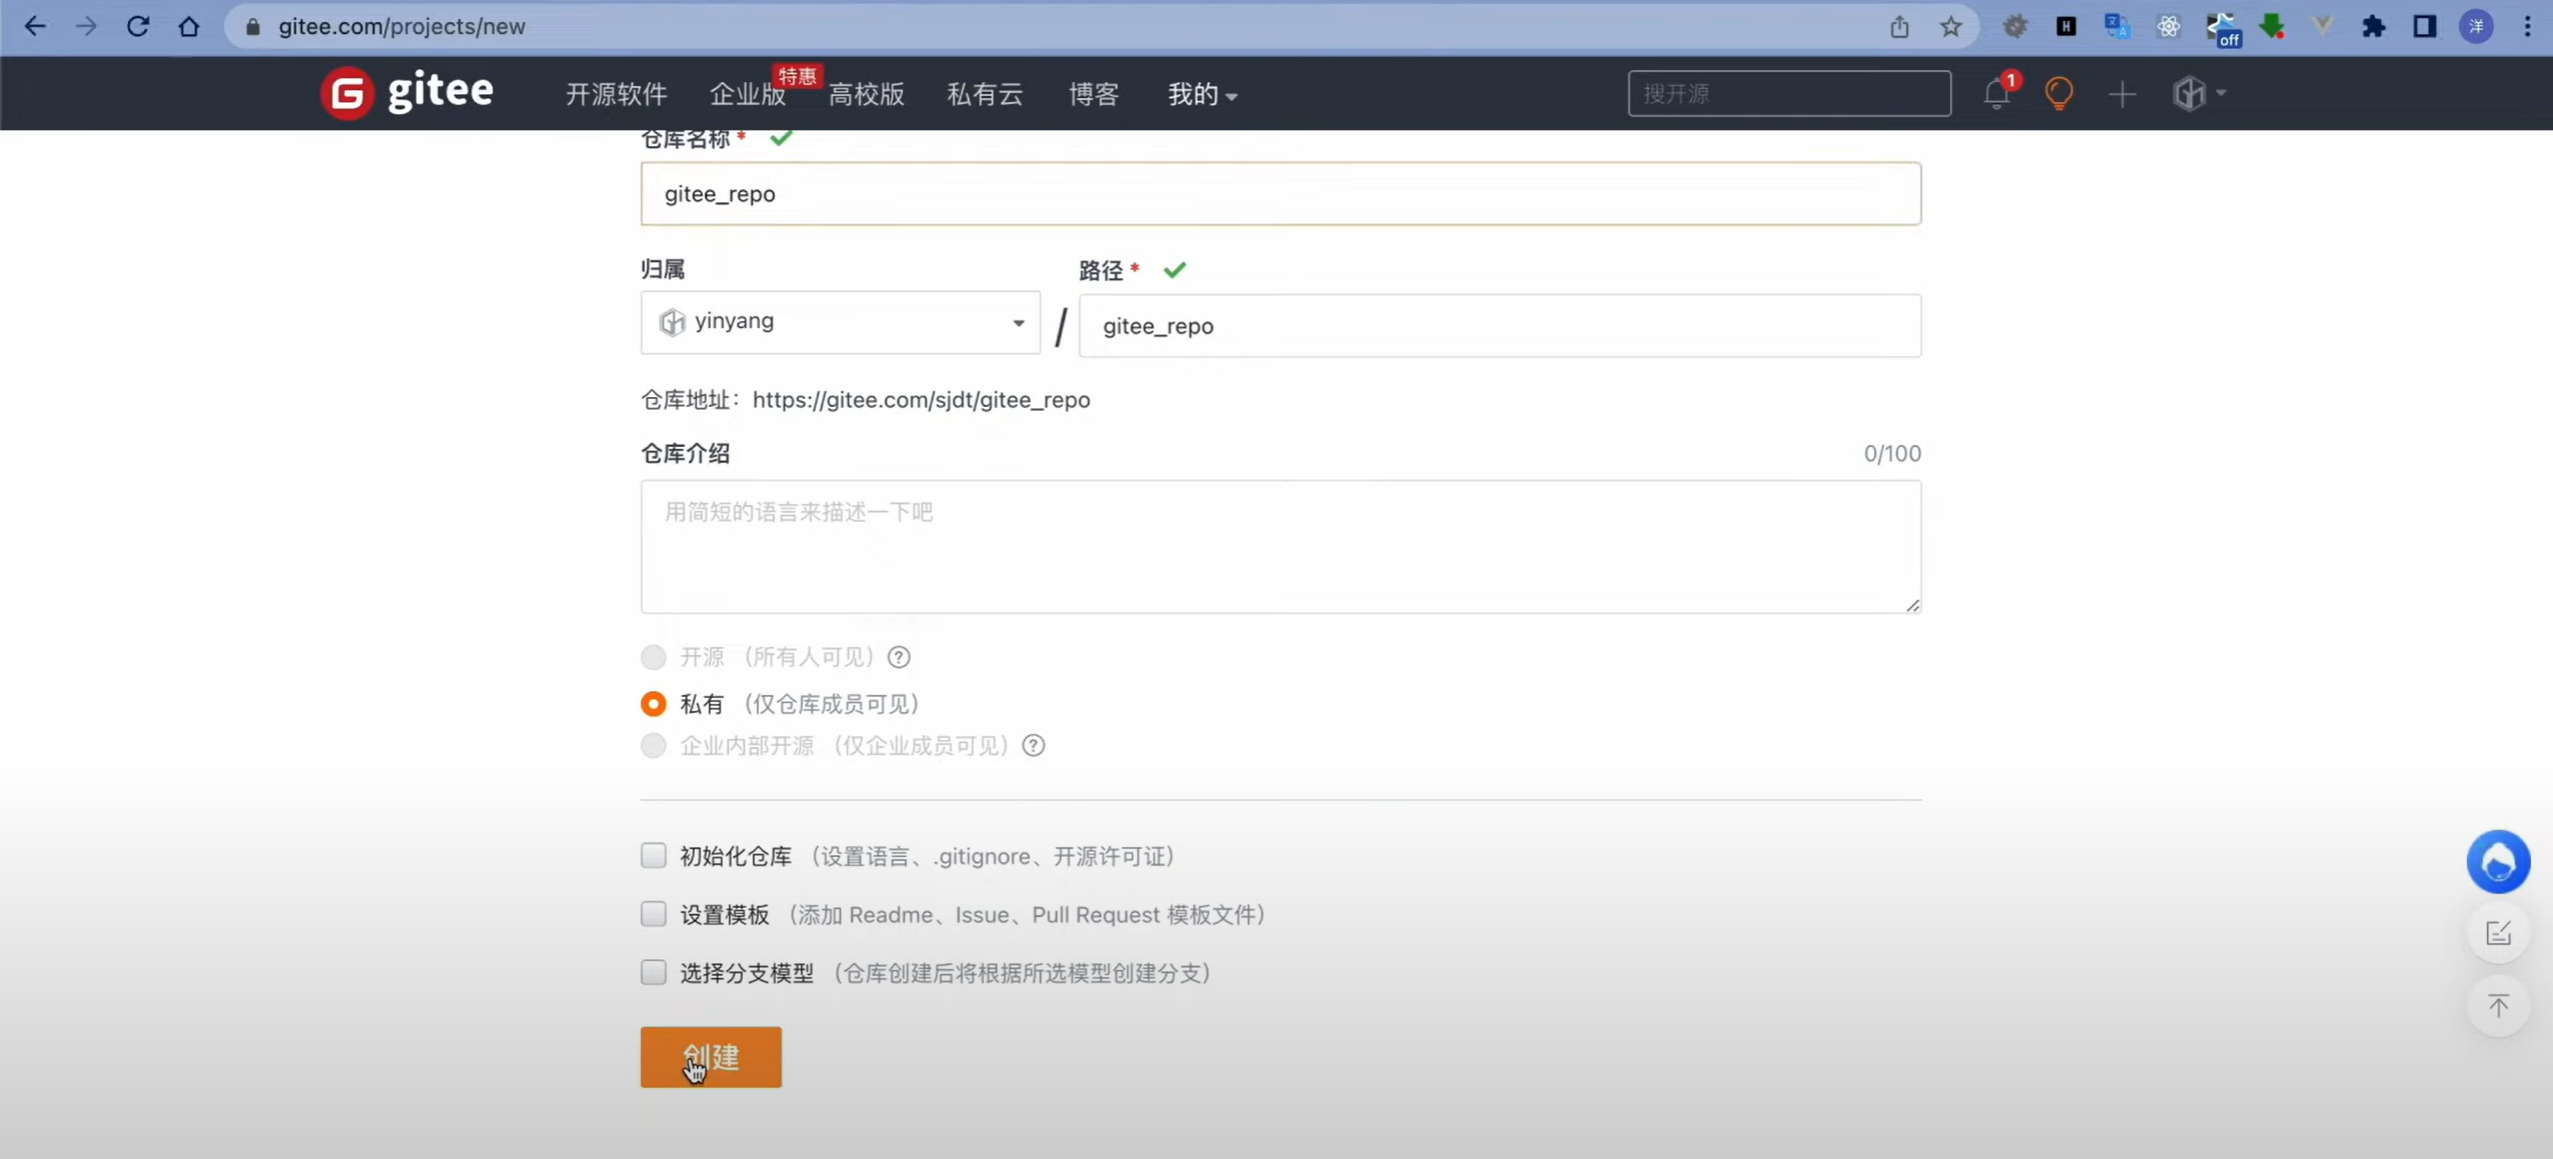 gitee.com/projects/new
off
洋
G gitee
开源软件
企业版
特惠
高校版
私有云
博客
我的
搜开源
1
仓库名称 *
gitee_repo
归属
路径 *
yinyang
/
gitee_repo
仓库地址：https://gitee.com/sjdt/gitee_repo
仓库介绍
0/100
用简短的语言来描述一下吧
开源 （所有人可见） ?
私有 （仅仓库成员可见）
企业内部开源 （仅企业成员可见） ?
初始化仓库 （设置语言、.gitignore、开源许可证）
设置模板 （添加 Readme、Issue、Pull Request 模板文件）
选择分支模型 （仓库创建后将根据所选模型创建分支）
创建